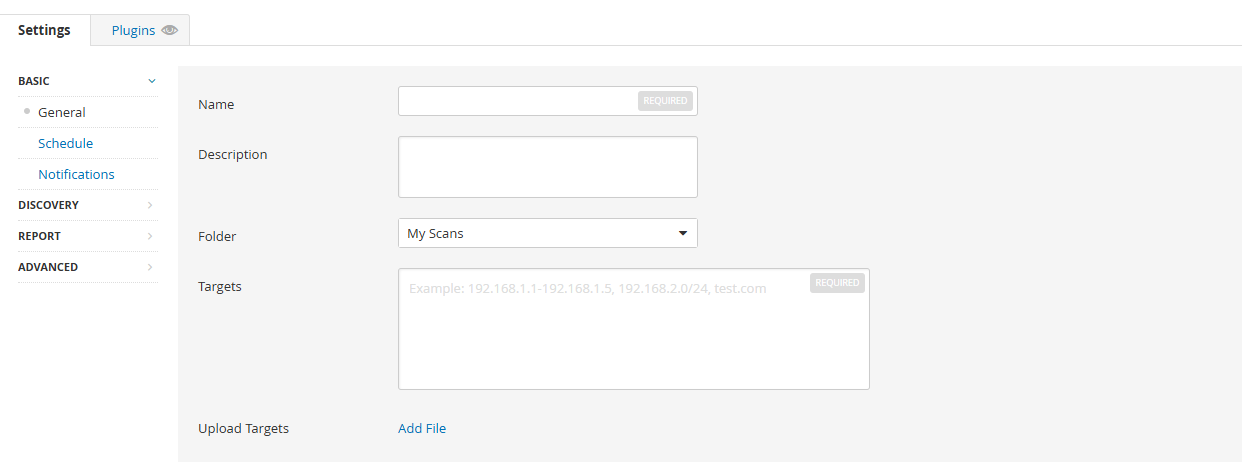 Settings
Plugins
BASIC
General
Schedule
Notifications
DISCOVERY
REPORT
ADVANCED
Name
REQUIRED
Description
Folder
My Scans
Targets
Example: 192.168.1.1-192.168.1.5, 192.168.2.0/24, test.com
REQUIRED
Upload Targets
Add File